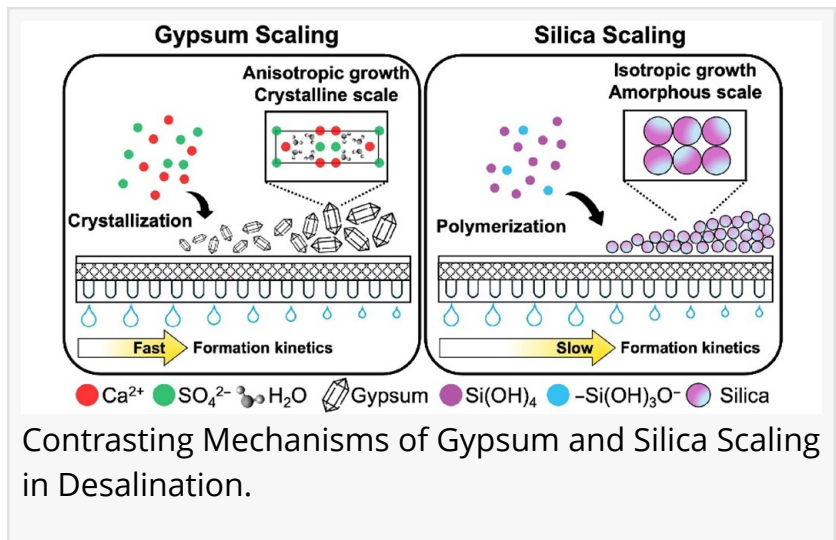 Gypsum Scaling
Anisotropic growth
Crystalline scale
Crystallization
Fast
Formation kinetics
Silica Scaling
Isotropic growth
Amorphous scale
Polymerization
Slow
Formation kinetics
Ca²⁺ SO₄²⁻ H₂O Gypsum Si(OH)₄ –Si(OH)₃O⁻ Silica
Contrasting Mechanisms of Gypsum and Silica Scaling
in Desalination.